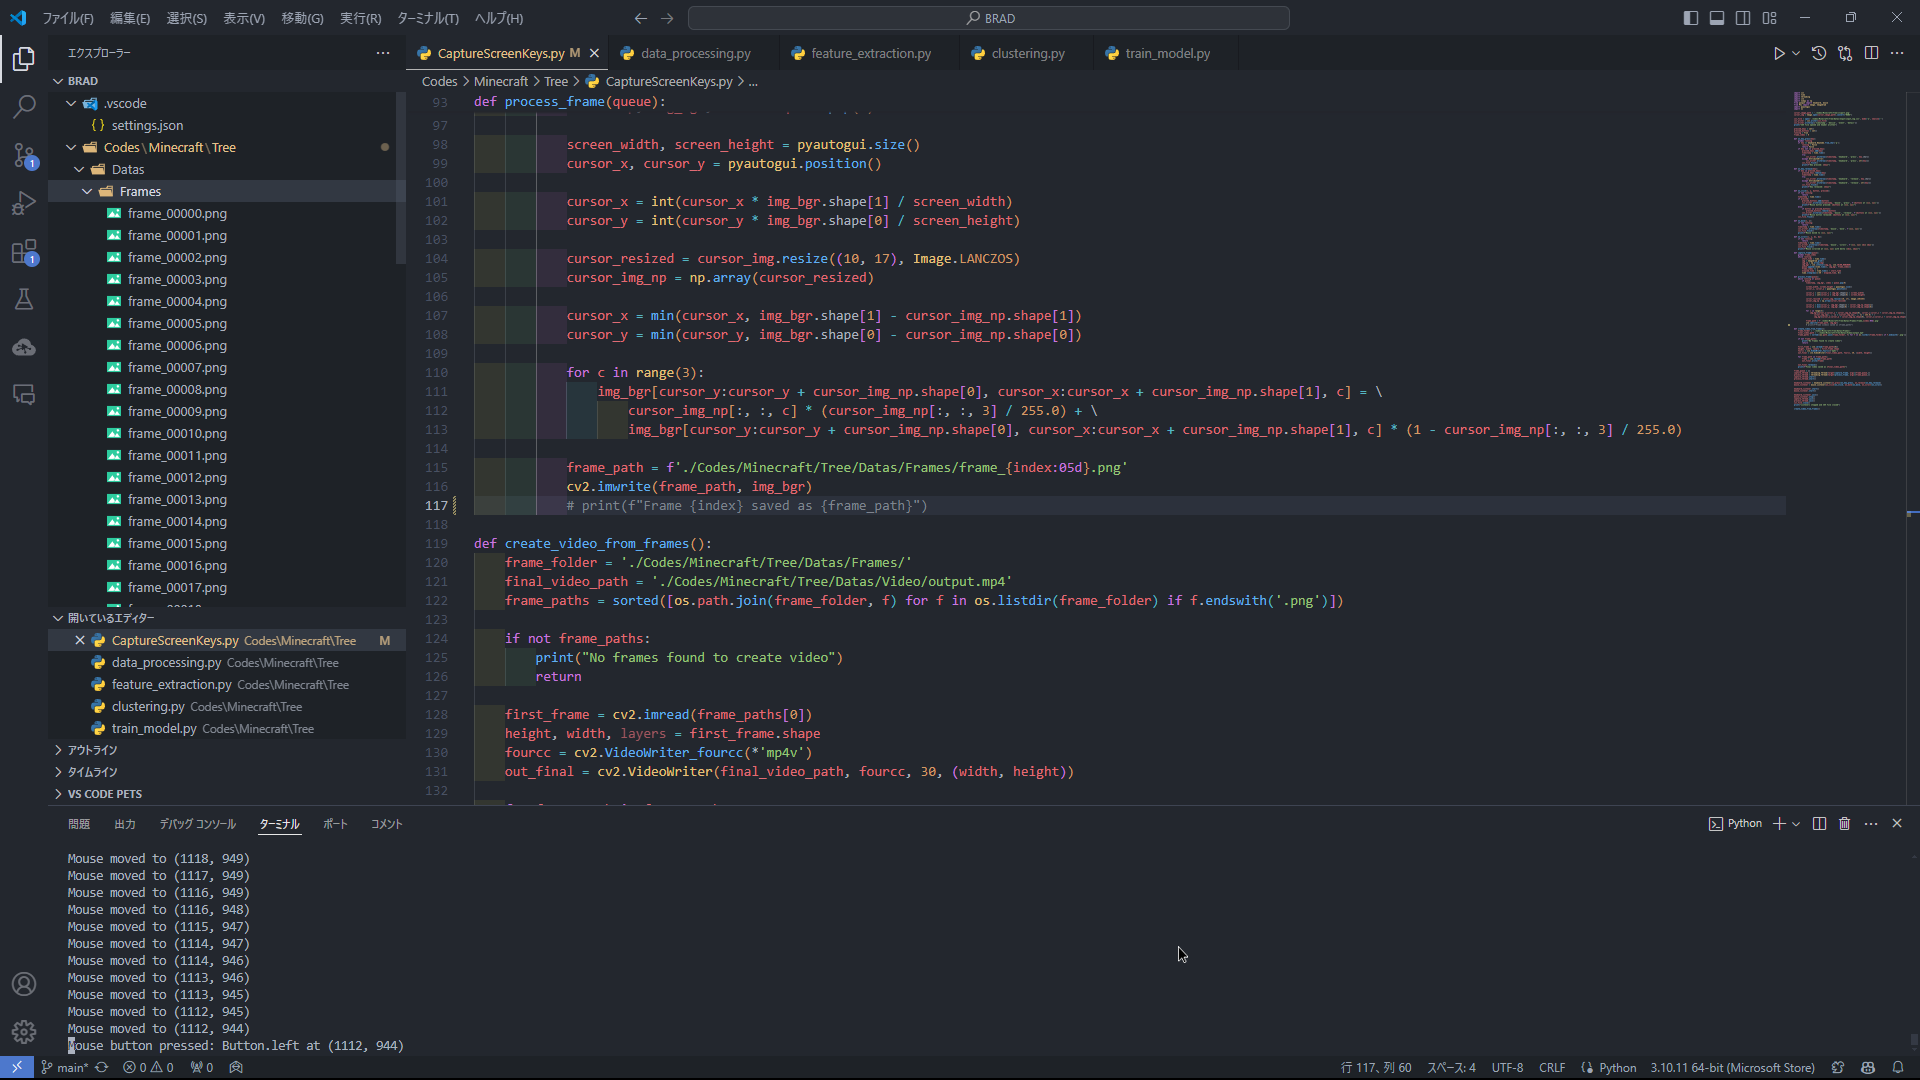 ファイル(F) 編集(E) 選択(S) 表示(V) 移動(G) 実行(R) ターミナル(T) ヘルプ(H)
BRAD
エクスプローラー
BRAD
.vscode
{ } settings.json
Codes\Minecraft\Tree
Datas
Frames
frame_00000.png
frame_00001.png
frame_00002.png
frame_00003.png
frame_00004.png
frame_00005.png
frame_00006.png
frame_00007.png
frame_00008.png
frame_00009.png
frame_00010.png
frame_00011.png
frame_00012.png
frame_00013.png
frame_00014.png
frame_00015.png
frame_00016.png
frame_00017.png
開いているエディター
CaptureScreenKeys.py Codes\Minecraft\Tree M
data_processing.py Codes\Minecraft\Tree
feature_extraction.py Codes\Minecraft\Tree
clustering.py Codes\Minecraft\Tree
train_model.py Codes\Minecraft\Tree
アウトライン
タイムライン
VS CODE PETS
1
1
CaptureScreenKeys.py M data_processing.py feature_extraction.py clustering.py train_model.py
Codes > Minecraft > Tree > CaptureScreenKeys.py > ...
93 def process_frame(queue):
97
98 screen_width, screen_height = pyautogui.size()
99 cursor_x, cursor_y = pyautogui.position()
100
101 cursor_x = int(cursor_x * img_bgr.shape[1] / screen_width)
102 cursor_y = int(cursor_y * img_bgr.shape[0] / screen_height)
103
104 cursor_resized = cursor_img.resize((10, 17), Image.LANCZOS)
105 cursor_img_np = np.array(cursor_resized)
106
107 cursor_x = min(cursor_x, img_bgr.shape[1] - cursor_img_np.shape[1])
108 cursor_y = min(cursor_y, img_bgr.shape[0] - cursor_img_np.shape[0])
109
110 for c in range(3):
111 img_bgr[cursor_y:cursor_y + cursor_img_np.shape[0], cursor_x:cursor_x + cursor_img_np.shape[1], c] = \
112 cursor_img_np[:, :, c] * (cursor_img_np[:, :, 3] / 255.0) + \
113 img_bgr[cursor_y:cursor_y + cursor_img_np.shape[0], cursor_x:cursor_x + cursor_img_np.shape[1], c] * (1 - cursor_img_np[:, :, 3] / 255.0)
114
115 frame_path = f'./Codes/Minecraft/Tree/Datas/Frames/frame_{index:05d}.png'
116 cv2.imwrite(frame_path, img_bgr)
117 # print(f"Frame {index} saved as {frame_path}")
118
119 def create_video_from_frames():
120 frame_folder = './Codes/Minecraft/Tree/Datas/Frames/'
121 final_video_path = './Codes/Minecraft/Tree/Datas/Video/output.mp4'
122 frame_paths = sorted([os.path.join(frame_folder, f) for f in os.listdir(frame_folder) if f.endswith('.png')])
123
124 if not frame_paths:
125 print("No frames found to create video")
126 return
127
128 first_frame = cv2.imread(frame_paths[0])
129 height, width, layers = first_frame.shape
130 fourcc = cv2.VideoWriter_fourcc(*'mp4v')
131 out_final = cv2.VideoWriter(final_video_path, fourcc, 30, (width, height))
132
問題 出力 デバッグ コンソール ターミナル ポート コメント
Python
Mouse moved to (1118, 949)
Mouse moved to (1117, 949)
Mouse moved to (1116, 949)
Mouse moved to (1116, 948)
Mouse moved to (1115, 947)
Mouse moved to (1114, 947)
Mouse moved to (1114, 946)
Mouse moved to (1113, 946)
Mouse moved to (1113, 945)
Mouse moved to (1112, 945)
Mouse moved to (1112, 944)
Mouse button pressed: Button.left at (1112, 944)
main* 0 0 0
行 117、列 60 スペース: 4 UTF-8 CRLF Python 3.10.11 64-bit (Microsoft Store)